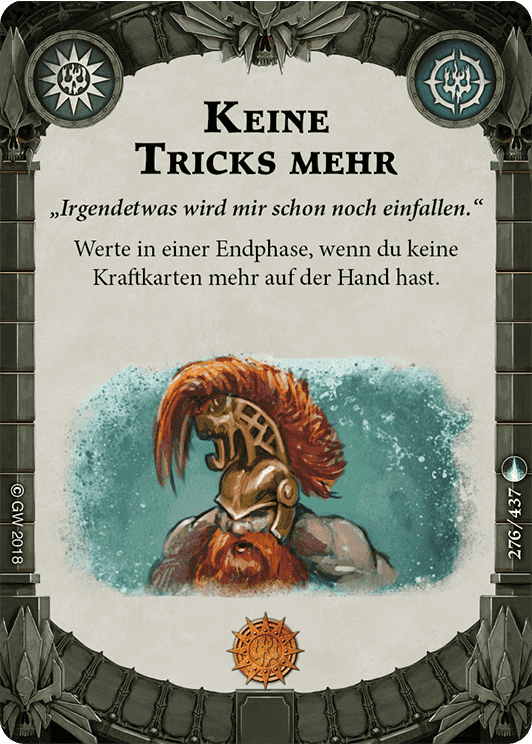 Keine
Tricks mehr
„Irgendetwas wird mir schon noch einfallen.“
Werte in einer Endphase, wenn du keine
Kraftkarten mehr auf der Hand hast.
© GW 2018
276/437